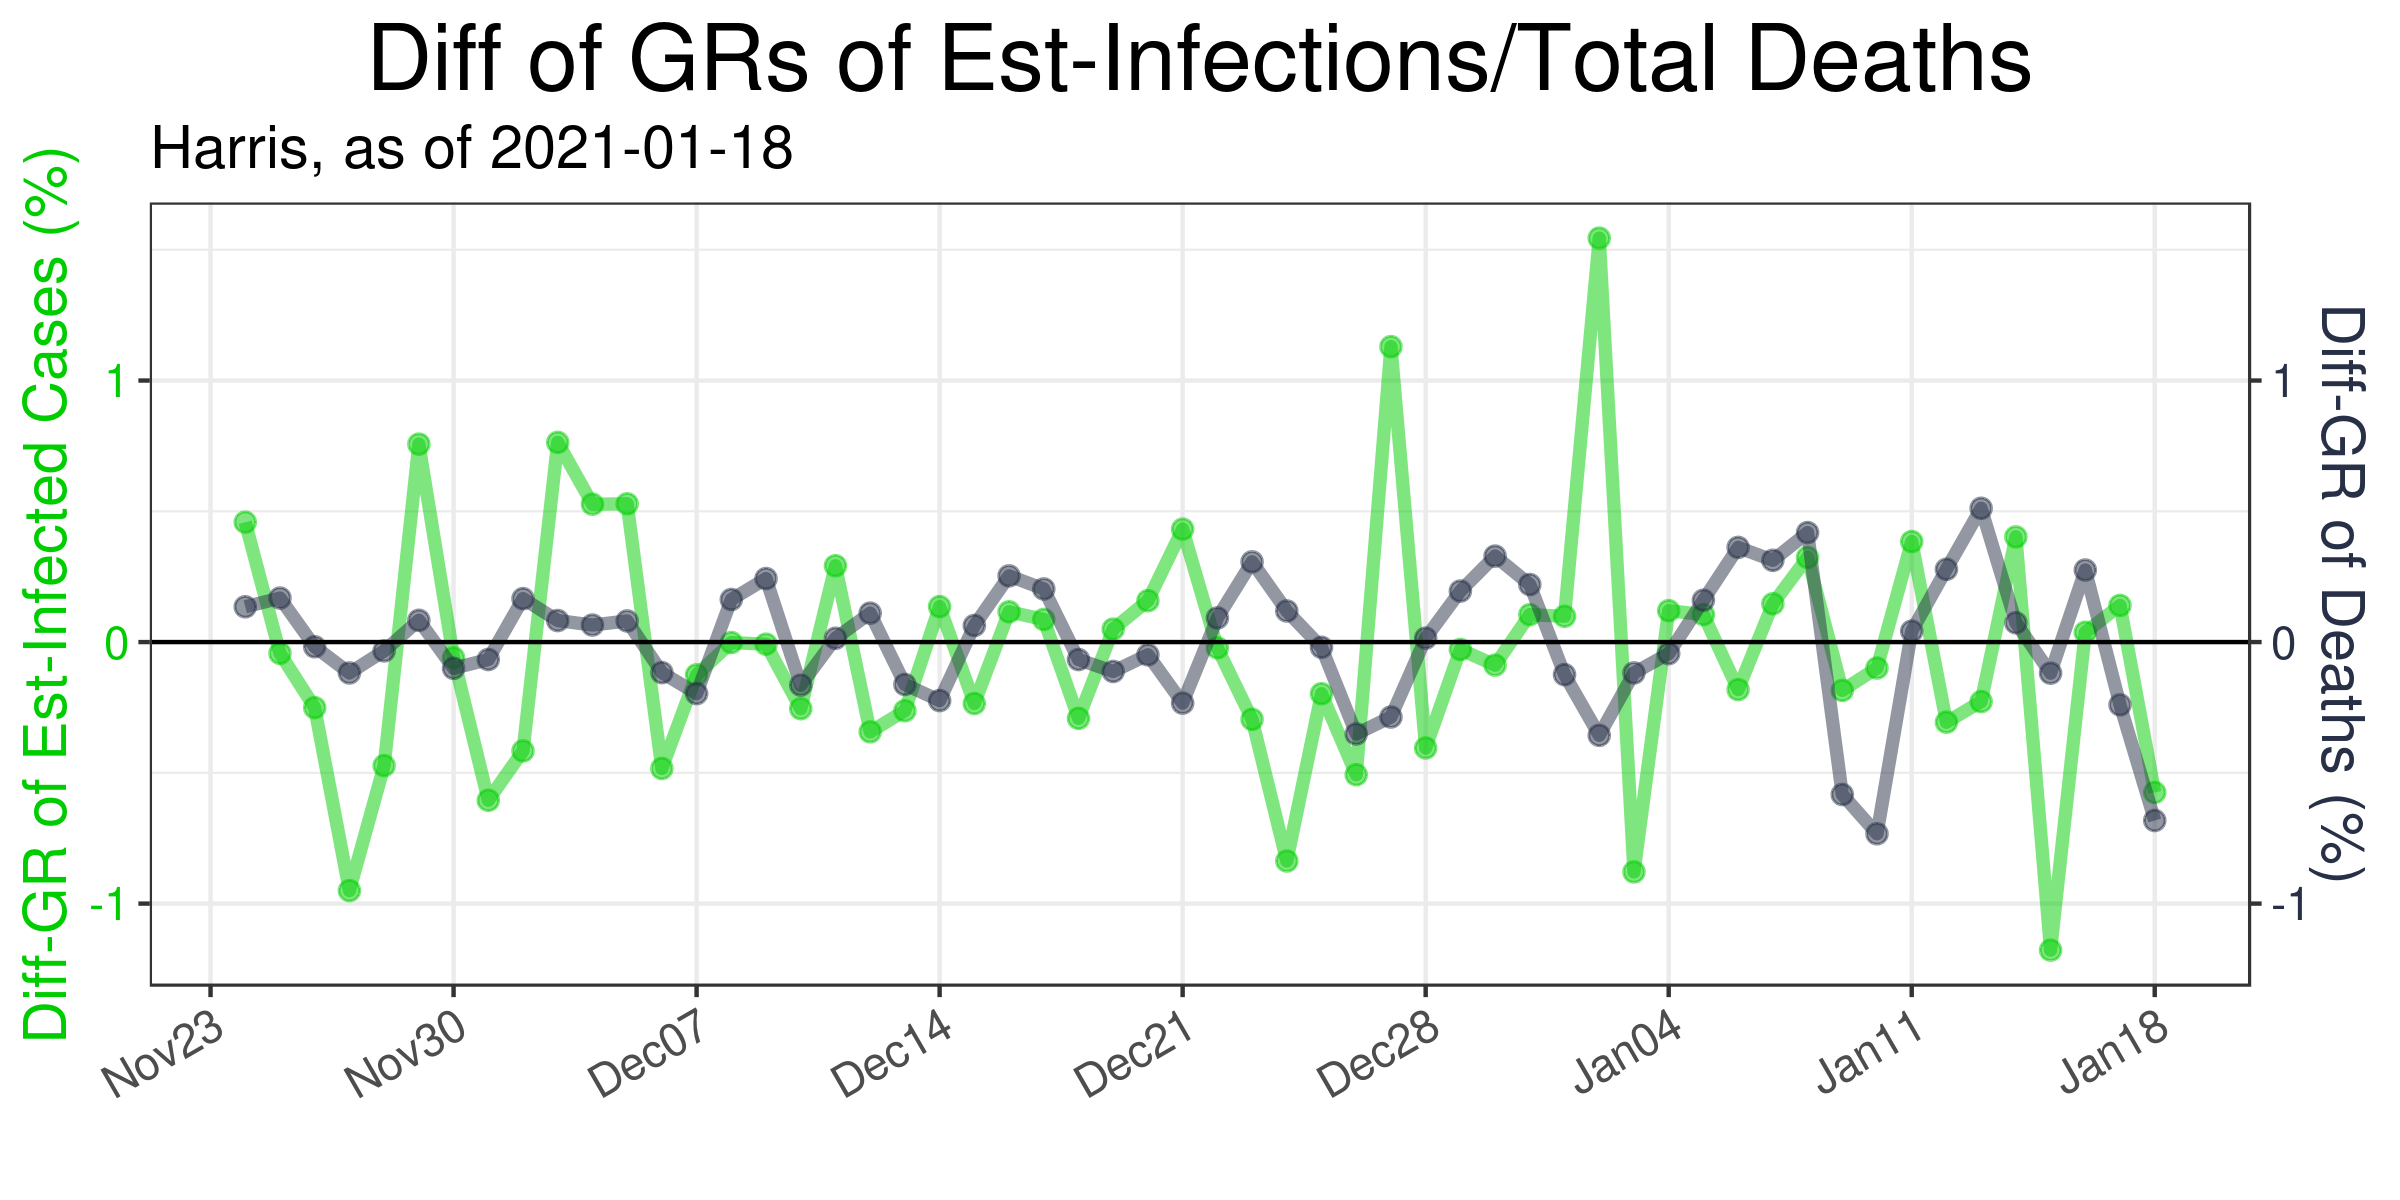 Diff of GRs of Est-Infections/Total Deaths
Harris, as of 2021-01-18
Diff-GR of Est-Infected Cases (%)
1
0
-1
1
0
-1
Diff-GR of Deaths (%)
Nov23
Nov30
Dec07
Dec14
Dec21
Dec28
Jan04
Jan11
Jan18